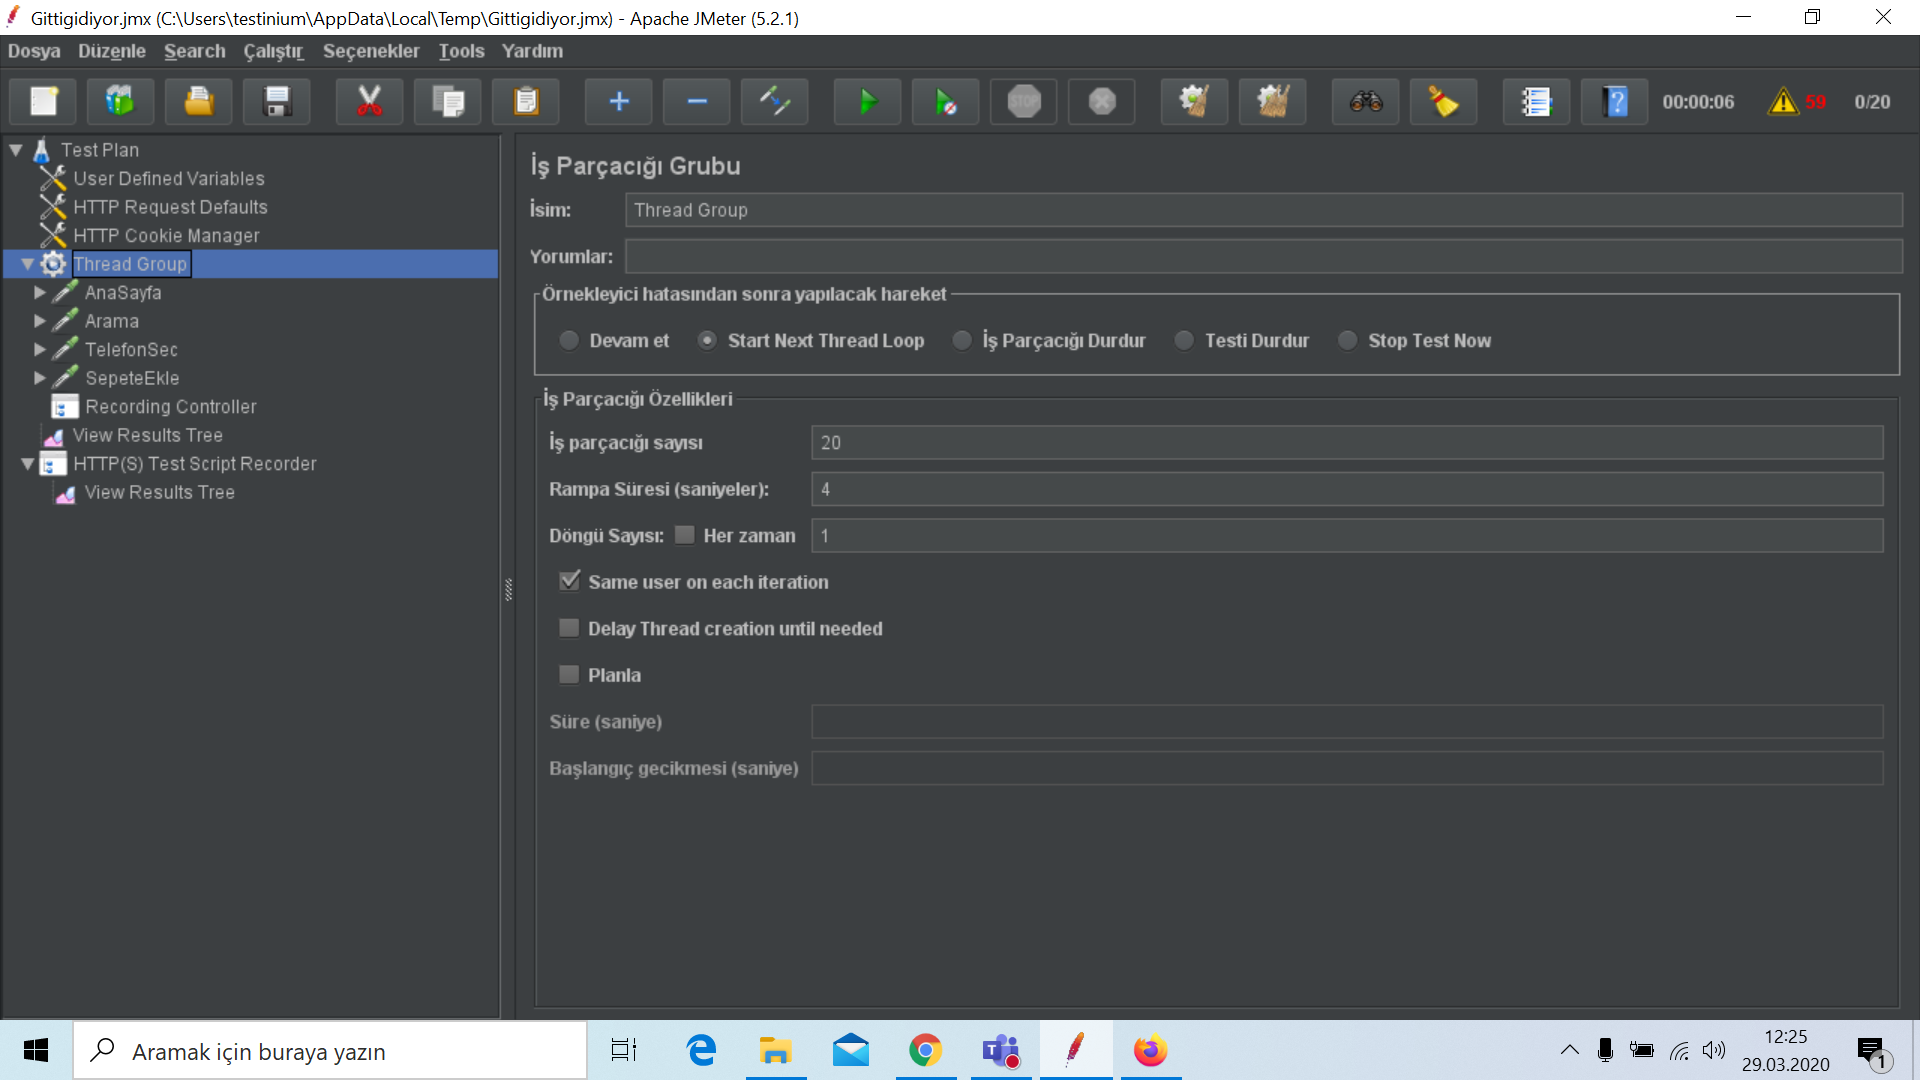 Gittigidiyor.jmx (C:\Users\testinium\AppData\Local\Temp\Gittigidiyor.jmx) - Apache JMeter (5.2.1)
Dosya Düzenle Search Çalıştır Seçenekler Tools Yardım
STOP 00:00:06 59 0/20
Test Plan
User Defined Variables
HTTP Request Defaults
HTTP Cookie Manager
Thread Group
AnaSayfa
Arama
TelefonSec
SepeteEkle
Recording Controller
View Results Tree
HTTP(S) Test Script Recorder
View Results Tree
İş Parçacığı Grubu
İsim: Thread Group
Yorumlar:
Örnekleyici hatasından sonra yapılacak hareket
Devam et Start Next Thread Loop İş Parçacığı Durdur Testi Durdur Stop Test Now
İş Parçacığı Özellikleri
İş parçacığı sayısı 20
Rampa Süresi (saniyeler): 4
Döngü Sayısı: Her zaman 1
Same user on each iteration
Delay Thread creation until needed
Planla
Süre (saniye)
Başlangıç gecikmesi (saniye)
Aramak için buraya yazın
12:25
29.03.2020
1